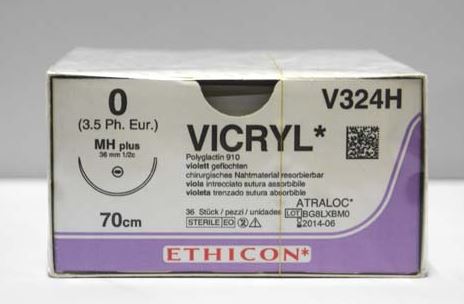 0
(3.5 Ph. Eur.)
MH plus
36 mm 1/2c
70cm
V324H
VICRYL*
Polyglactin 910
violett geflochten
chirurgisches Nahtmaterial resorbierbar
viola intrecciato sutura assorbibile
violeta trenzado sutura absorbible
ATRALOC*
36 Stück / pezzi / unidades
LOT BG8LXBM0
STERILE EO
2014-06
ETHICON*